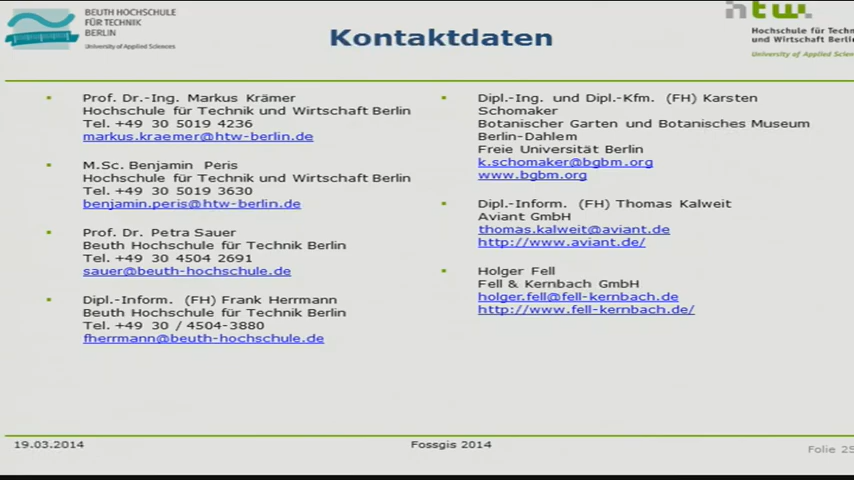 BEUTH HOCHSCHULE
FÜR TECHNIK
BERLIN
University of Applied Sciences
Kontaktdaten
htw.
Hochschule für Techn
und Wirtschaft Berli
University of Applied Scien
Prof. Dr.-Ing. Markus Krämer
Hochschule für Technik und Wirtschaft Berlin
Tel. +49 30 5019 4236
markus.kraemer@htw-berlin.de
M.Sc. Benjamin Peris
Hochschule für Technik und Wirtschaft Berlin
Tel. +49 30 5019 3630
benjamin.peris@htw-berlin.de
Prof. Dr. Petra Sauer
Beuth Hochschule für Technik Berlin
Tel. +49 30 4504 2691
sauer@beuth-hochschule.de
Dipl.-Inform. (FH) Frank Herrmann
Beuth Hochschule für Technik Berlin
Tel. +49 30 / 4504-3880
fherrmann@beuth-hochschule.de
Dipl.-Ing. und Dipl.-Kfm. (FH) Karsten
Schomaker
Botanischer Garten und Botanisches Museum
Berlin-Dahlem
Freie Universität Berlin
k.schomaker@bgbm.org
www.bgbm.org
Dipl.-Inform. (FH) Thomas Kalweit
Aviant GmbH
thomas.kalweit@aviant.de
http://www.aviant.de/
Holger Fell
Fell & Kernbach GmbH
holger.fell@fell-kernbach.de
http://www.fell-kernbach.de/
19.03.2014
Fossgis 2014
Folie 25